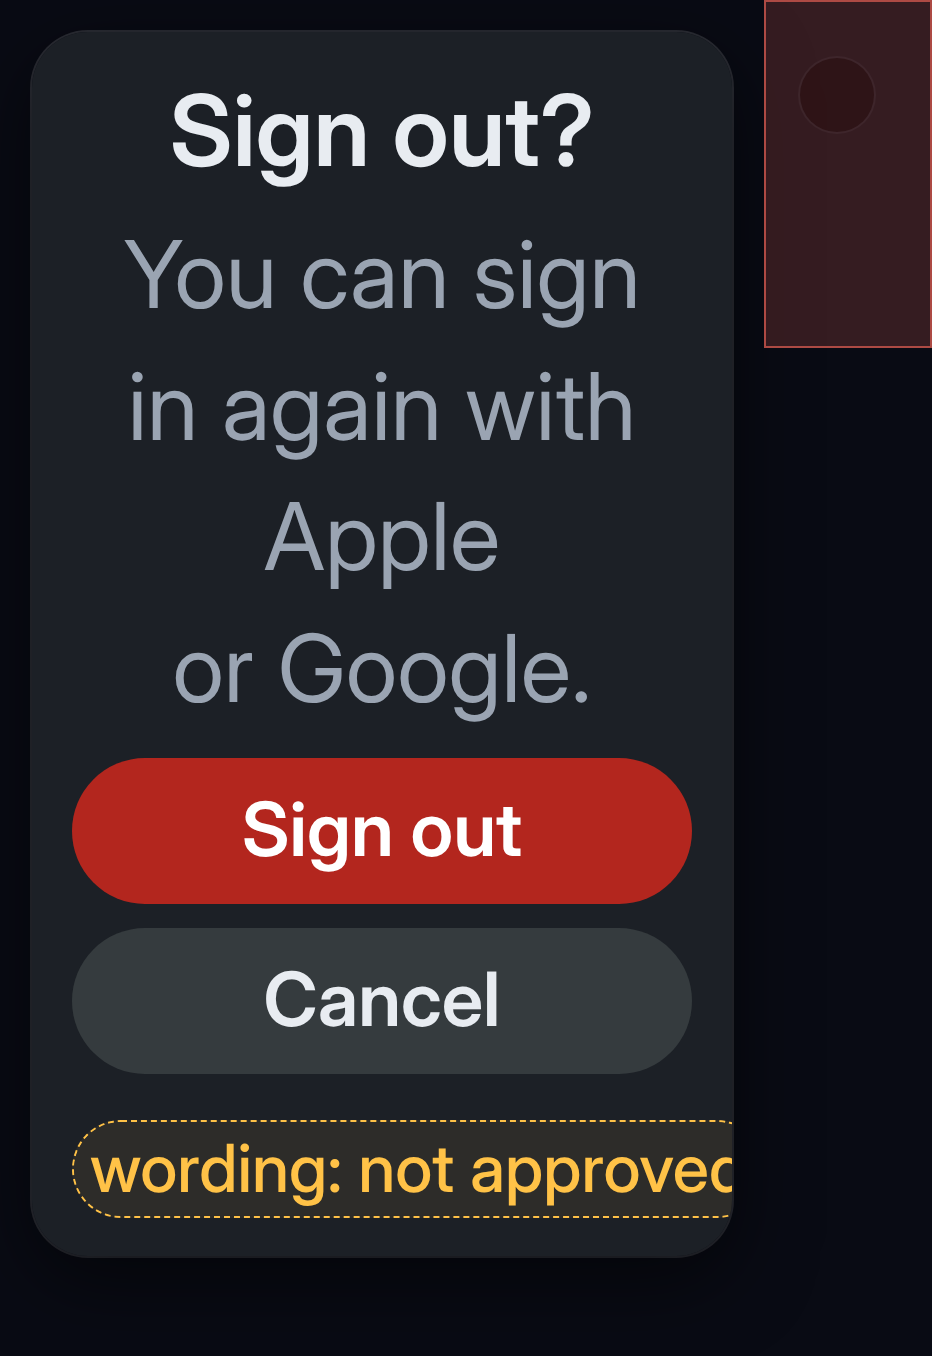 Sign out?
You can sign
in again with
Apple
or Google.
Sign out
Cancel
wording: not approved